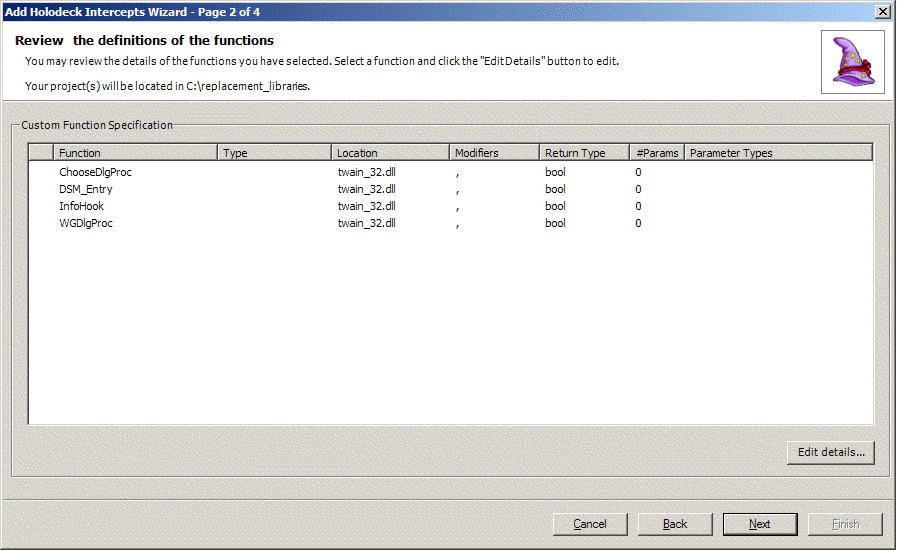 Add Holodeck Intercepts Wizard - Page 2 of 4
Review the definitions of the functions
You may review the details of the functions you have selected. Select a function and click the "EditDetails" button to edit.
Your project(s) will be located in C:\replacement_libraries.
Custom Function Specification
Function Type Location Modifiers Return Type #Params Parameter Types
ChooseDlgProc twain_32.dll , bool 0
DSM_Entry twain_32.dll , bool 0
InfoHook twain_32.dll , bool 0
WGDlgProc twain_32.dll , bool 0
Edit details...
Cancel Back Next Finish